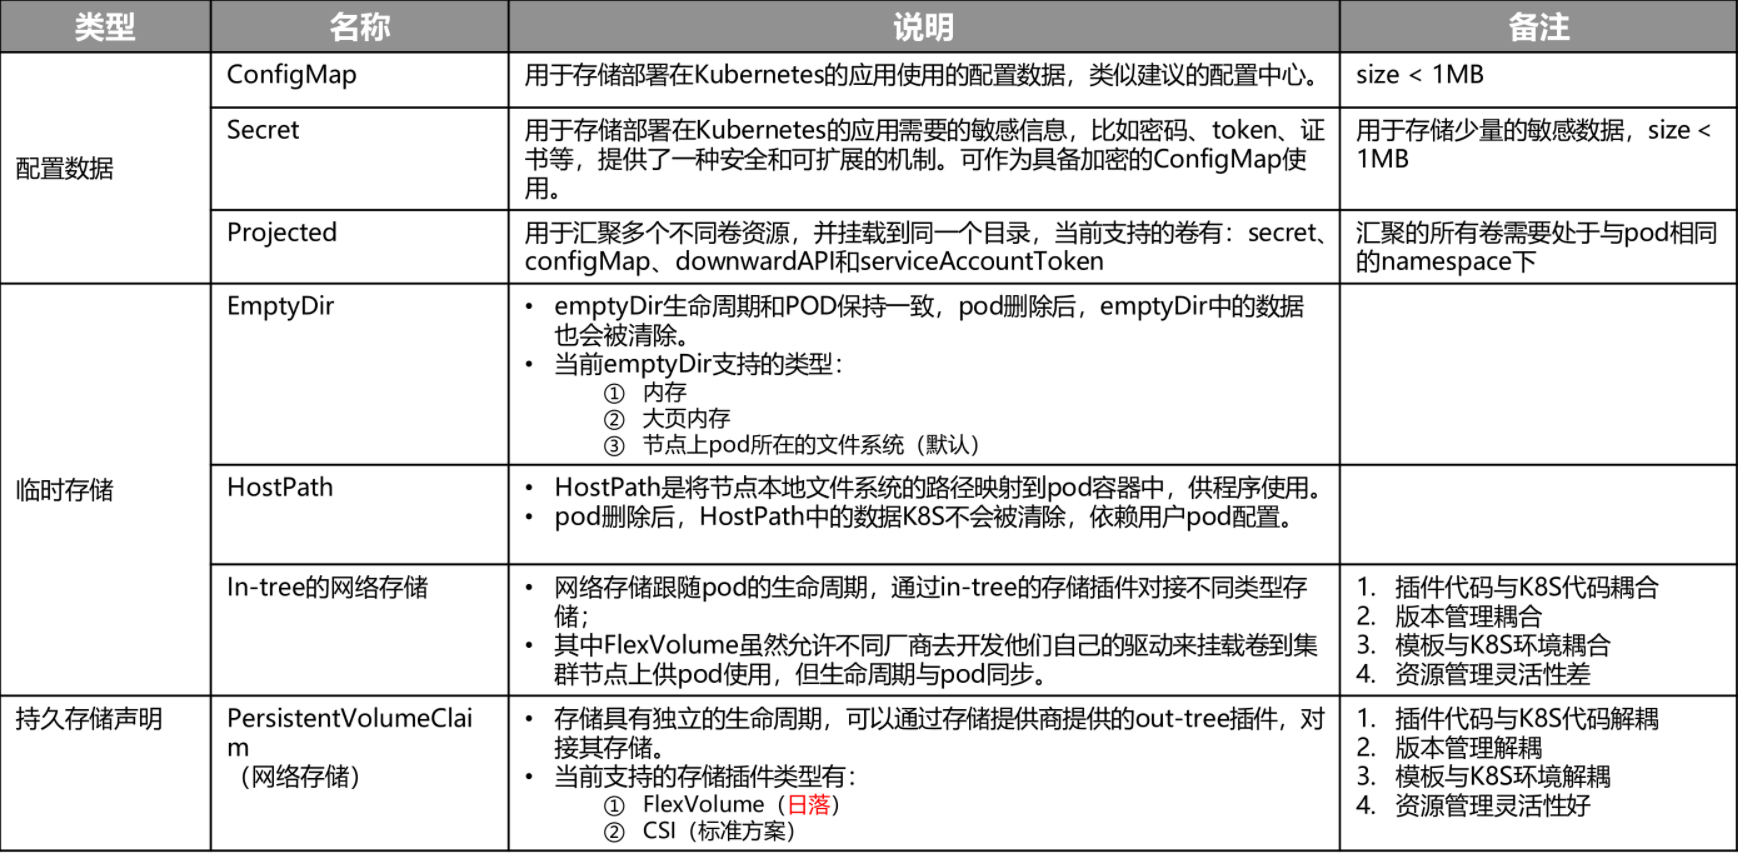 类型 名称 说明 备注
配置数据
ConfigMap
用于存储部署在Kubernetes的应用使用的配置数据，类似建议的配置中心。
size < 1MB
Secret
用于存储部署在Kubernetes的应用需要的敏感信息，比如密码、token、证
书等，提供了一种安全和可扩展的机制。可作为具备加密的ConfigMap使
用。
用于存储少量的敏感数据，size <
1MB
Projected
用于汇聚多个不同卷资源，并挂载到同一个目录，当前支持的卷有：secret、
configMap、downwardAPI和serviceAccountToken
汇聚的所有卷需要处于与pod相同
的namespace下
临时存储
EmptyDir
• emptyDir生命周期和POD保持一致，pod删除后，emptyDir中的数据
也会被清除。
• 当前emptyDir支持的类型：
① 内存
② 大页内存
③ 节点上pod所在的文件系统（默认）
HostPath
• HostPath是将节点本地文件系统的路径映射到pod容器中，供程序使用。
• pod删除后，HostPath中的数据K8S不会被清除，依赖用户pod配置。
In-tree的网络存储
• 网络存储跟随pod的生命周期，通过in-tree的存储插件对接不同类型存
储；
• 其中FlexVolume虽然允许不同厂商去开发他们自己的驱动来挂载卷到集
群节点上供pod使用，但生命周期与pod同步。
1. 插件代码与K8S代码耦合
2. 版本管理耦合
3. 模板与K8S环境耦合
4. 资源管理灵活性差
持久存储声明
PersistentVolumeClai
m
（网络存储）
• 存储具有独立的生命周期，可以通过存储提供商提供的out-tree插件，对
接其存储。
• 当前支持的存储插件类型有：
① FlexVolume（日落）
② CSI（标准方案）
1. 插件代码与K8S代码解耦
2. 版本管理解耦
3. 模板与K8S环境解耦
4. 资源管理灵活性好